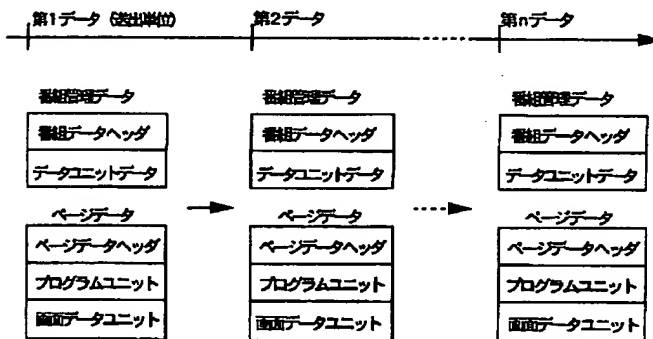 第1データ (送出単位)
第2データ
第nデータ
番組管理データ
番組データヘッダ
データユニットデータ
ページデータ
ページデータヘッダ
プログラムユニット
画面データユニット
番組管理データ
番組データヘッダ
データユニットデータ
ページデータ
ページデータヘッダ
プログラムユニット
画面データユニット
番組管理データ
番組データヘッダ
データユニットデータ
ページデータ
ページデータヘッダ
プログラムユニット
画面データユニット